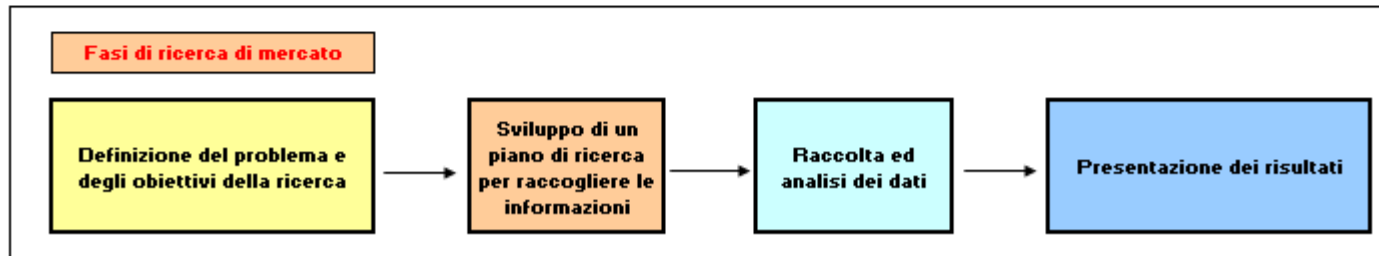 Fasi di ricerca di mercato
Definizione del problema e
degli obiettivi della ricerca
Sviluppo di un
piano di ricerca
per raccogliere le
informazioni
Raccolta ed
analisi dei dati
Presentazione dei risultati